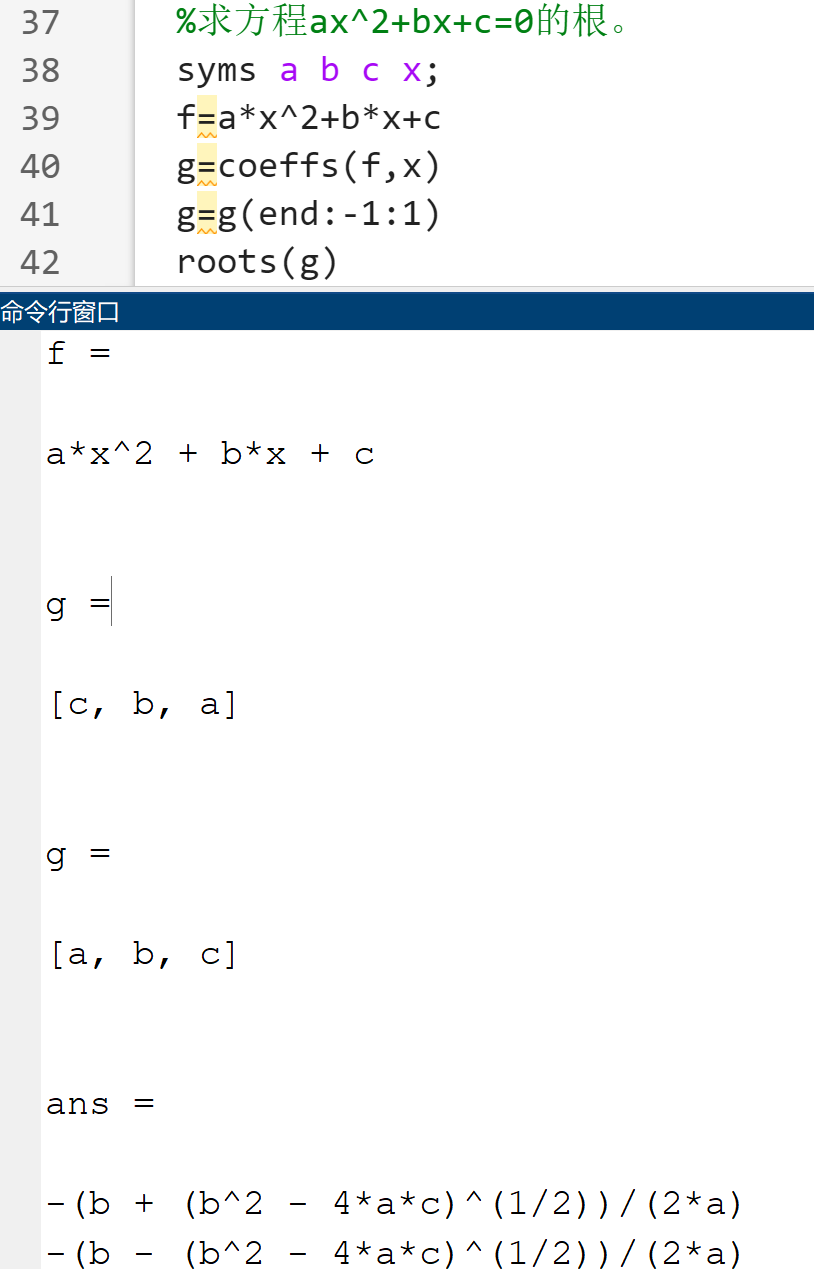 37 %求方程ax^2+bx+c=0的根。
38 syms a b c x;
39 f=a*x^2+b*x+c
40 g=coeffs(f,x)
41 g=g(end:-1:1)
42 roots(g)
命令行窗口
f =
a*x^2 + b*x + c
g =
[c, b, a]
g =
[a, b, c]
ans =
-(b + (b^2 - 4*a*c)^(1/2))/(2*a)
-(b - (b^2 - 4*a*c)^(1/2))/(2*a)